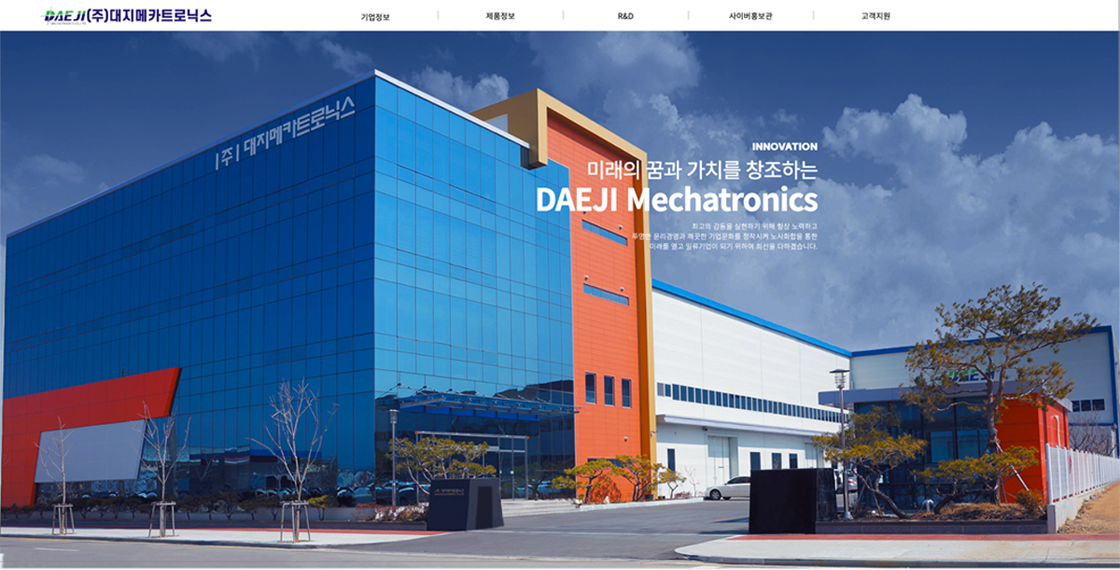 DAEJI (주)대지메카트로닉스
기업정보
제품정보
R&D
사이버홍보관
고객지원
(주) 대지메카트로닉스
INNOVATION
미래의 꿈과 가치를 창조하는
DAEJI Mechatronics
최고의 감동을 실현하기 위해 항상 노력하고
투명한 윤리경영과 깨끗한 기업문화를 정착시켜 노사화합을 통한
미래를 열고 일류기업이 되기 위하여 최선을 다하겠습니다.
DAEJI